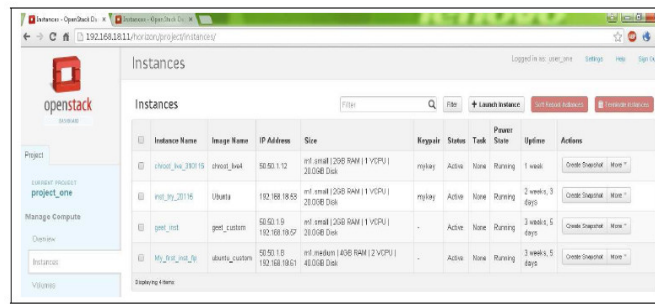 Instances - OpenStack Da × Instances - OpenStack Da ×
192.168.18.11/horizon/project/instances/
openstack
DASHBOARD
Instances
Logged in as: user_one Settings Help Sign Ou
Instances
Filter Filter + Launch Instance Soft Reboot Instances Terminate Instances
Instance Name Image Name IP Address Size Keypair Status Task Power State Uptime Actions
50.50.1.12 m1.small | 2GB RAM | 1 VCPU | 20.0GB Disk mykey Active None Running 1 week Create Snapshot More
inst_try_20116 Ubuntu 192.168.18.53 m1.small | 2GB RAM | 1 VCPU | 20.0GB Disk mykey Active None Running 2 weeks, 3 days Create Snapshot More
geet_inst geet_custom 50.50.1.9 192.168.18.57 m1.small | 2GB RAM | 1 VCPU | 20.0GB Disk - Active None Running 3 weeks, 5 days Create Snapshot More
My_first_inst_fip ubuntu_custom 50.50.1.8 192.168.18.51 m1.medium | 4GB RAM | 2 VCPU | 40.0GB Disk - Active None Running 3 weeks, 5 days Create Snapshot More
Displaying 4 items
Project
CURRENT PROJECT
project_one
Manage Compute
Overview
Instances
Volumes